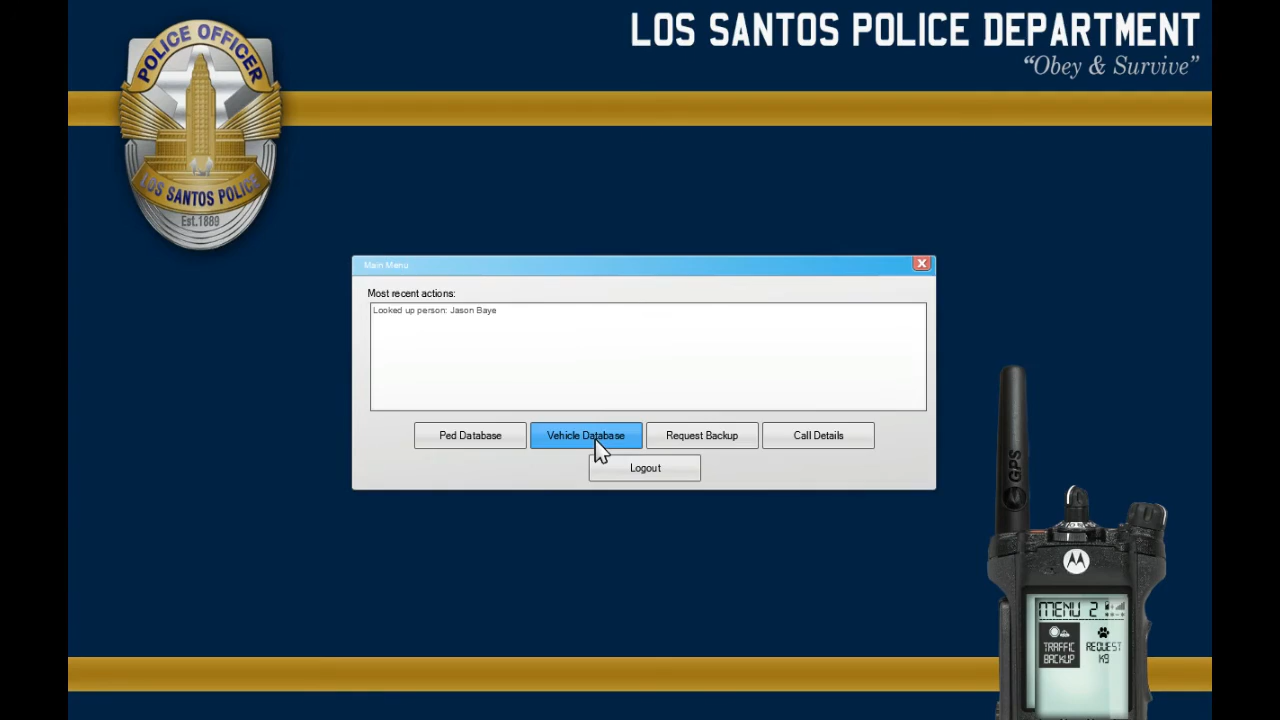 LOS SANTOS POLICE DEPARTMENT
“Obey & Survive”
POLICE OFFICER
LOS SANTOS POLICE
Est.1889
Main Menu
Most recent actions:
Looked up person: Jason Baye
Ped Database
Vehicle Database
Request Backup
Call Details
Logout
GPS
MENU 2
TRAFFIC BACKUP
REQUEST K9